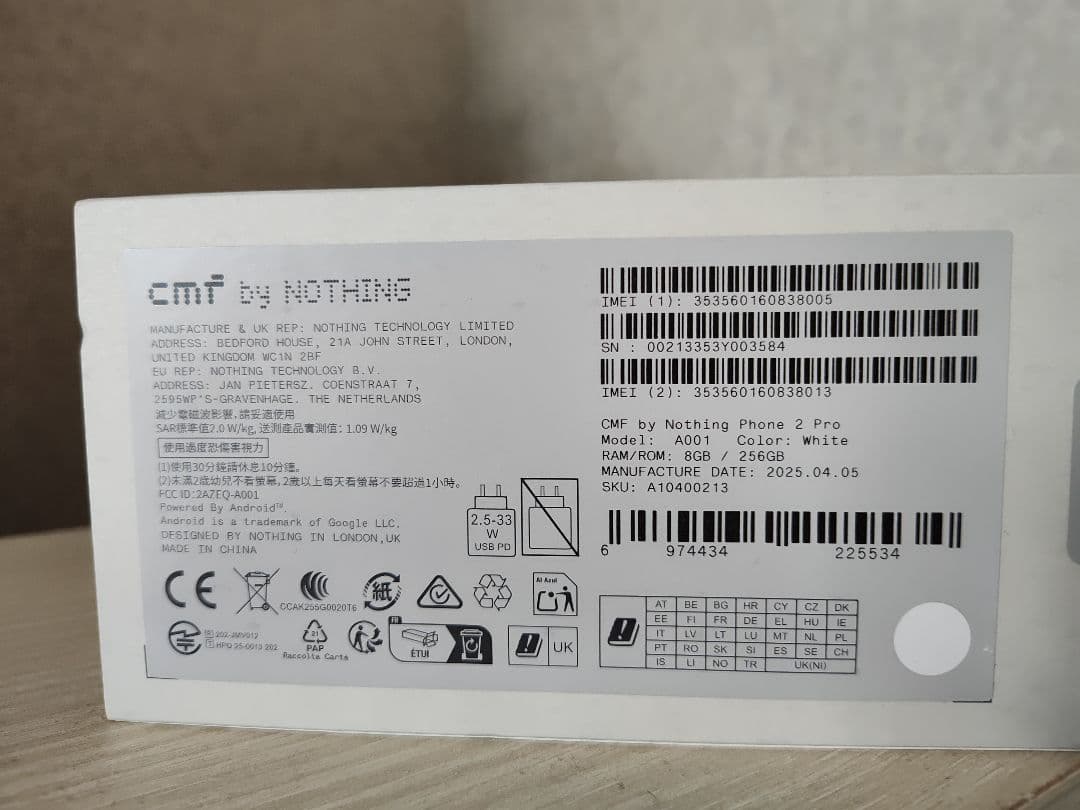 cmf by NOTHING
MANUFACTURE & UK REP: NOTHING TECHNOLOGY LIMITED
ADDRESS: BEDFORD HOUSE, 21A JOHN STREET, LONDON,
UNITED KINGDOM WC1N 2BF
EU REP: NOTHING TECHNOLOGY B.V.
ADDRESS: JAN PIETERSZ. COENSTRAAT 7,
2595WP'S-GRAVENHAGE. THE NETHERLANDS
減少電磁波影響,請妥適使用
SAR標準值2.0 W/kg, 送測產品實測值: 1.09 W/kg
使用過度恐傷害視力
(1)使用30分鐘請休息10分鐘。
(2)未滿2歲幼兒不看螢幕, 2歲以上每天看螢幕不要超過1小時。
FCC ID:2AZEQ-A001
Powered By Android™.
Android is a trademark of Google LLC.
DESIGNED BY NOTHING IN LONDON,UK
MADE IN CHINA
2.5-33
W
USB PD
CE
CCAK255G0020T6
紙
Al Azul
202-JMV012
HPQ 25-0013 202
21
PAP
Raccolta Carta
FR
ÉTUI
UK
IMEI (1): 353560160838005
SN : 00213353Y003584
IMEI (2): 353560160838013
CMF by Nothing Phone 2 Pro
Model: A001 Color: White
RAM/ROM: 8GB / 256GB
MANUFACTURE DATE: 2025.04.05
SKU: A10400213
6 974434 225534
AT BE BG HR CY CZ DK
EE FI FR DE EL HU IE
IT LV LT LU MT NL PL
PT RO SK SI ES SE CH
IS LI NO TR UK(NI)